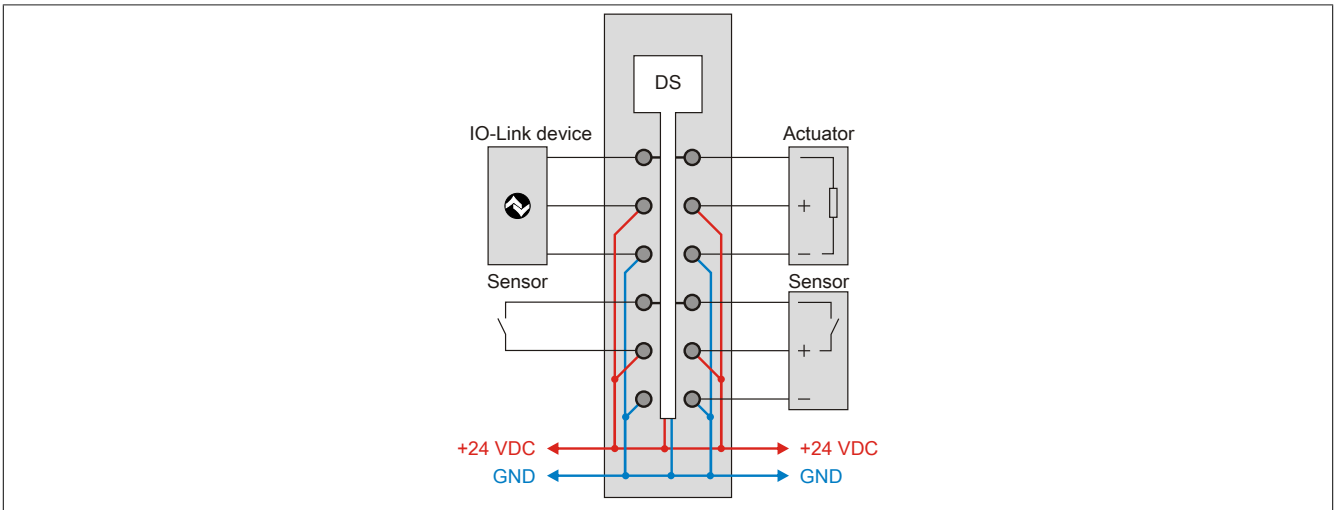 DS
IO-Link device
Actuator
+
−
Sensor
Sensor
+
−
+24 VDC
+24 VDC
GND
GND